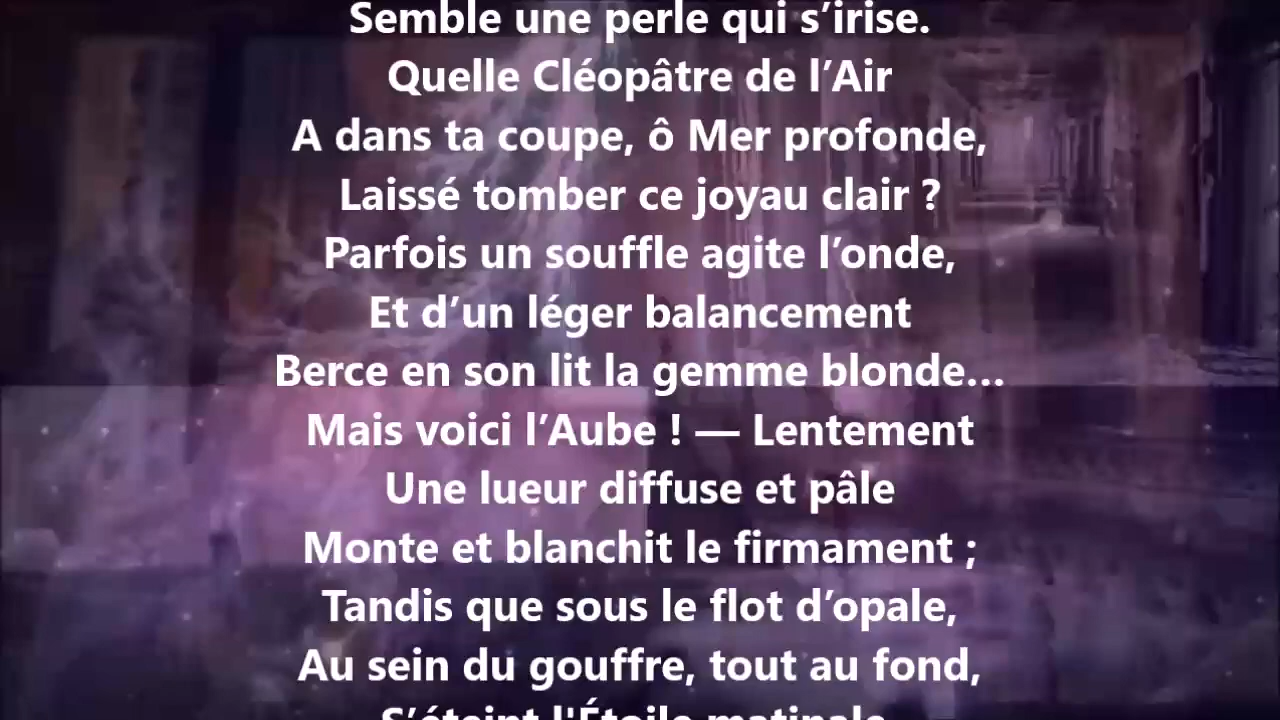 Semble une perle qui s’irise.
Quelle Cléopâtre de l’Air
A dans ta coupe, ô Mer profonde,
Laissé tomber ce joyau clair ?
Parfois un souffle agite l’onde,
Et d’un léger balancement
Berce en son lit la gemme blonde...
Mais voici l’Aube ! — Lentement
Une lueur diffuse et pâle
Monte et blanchit le firmament ;
Tandis que sous le flot d’opale,
Au sein du gouffre, tout au fond,
S’éteint l'Étoile matinale